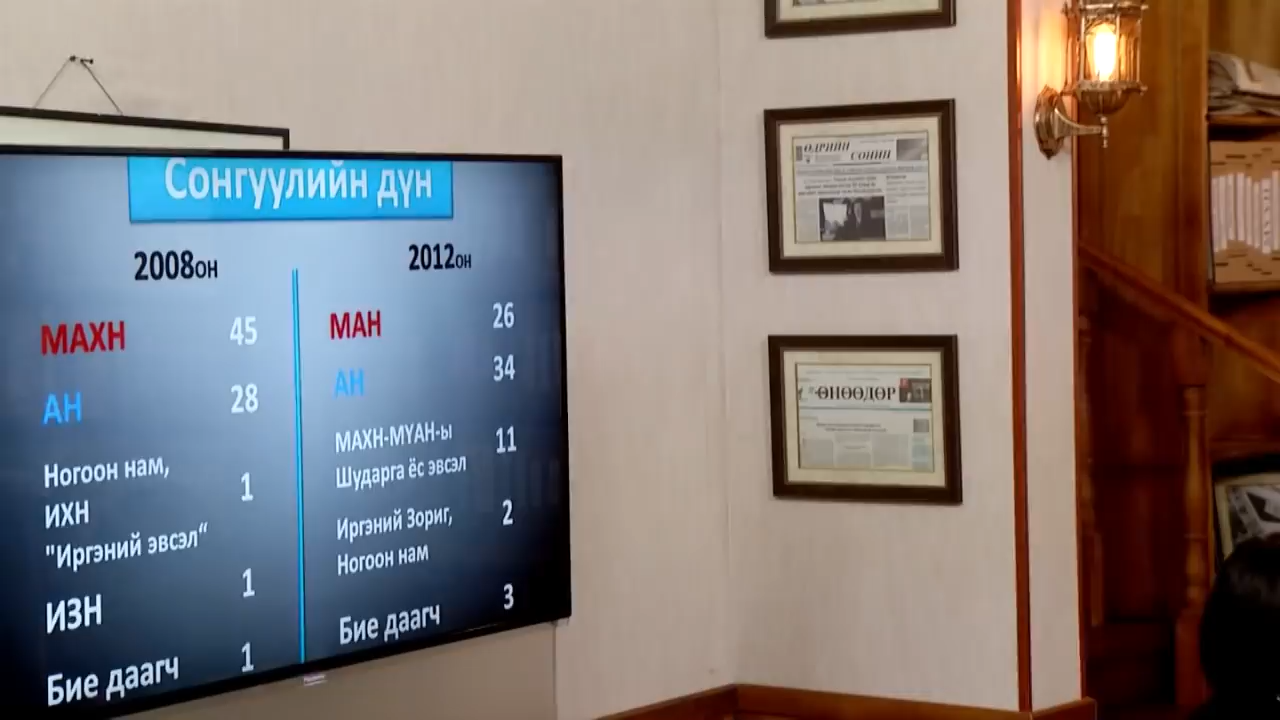 Сонгуулийн дүн
2008он
МАХН 45
АН 28
Ногоон нам,
ИХН
"Иргэний эвсэл“ 1
ИЗН 1
Бие даагч 1
2012он
МАН 26
АН 34
МАХН-МҮАН-ы
Шударга ёс эвсэл 11
Иргэний Зориг,
Ногоон нам 2
Бие даагч 3
ӨДРИЙН
СОНИН
ӨНӨӨДӨР